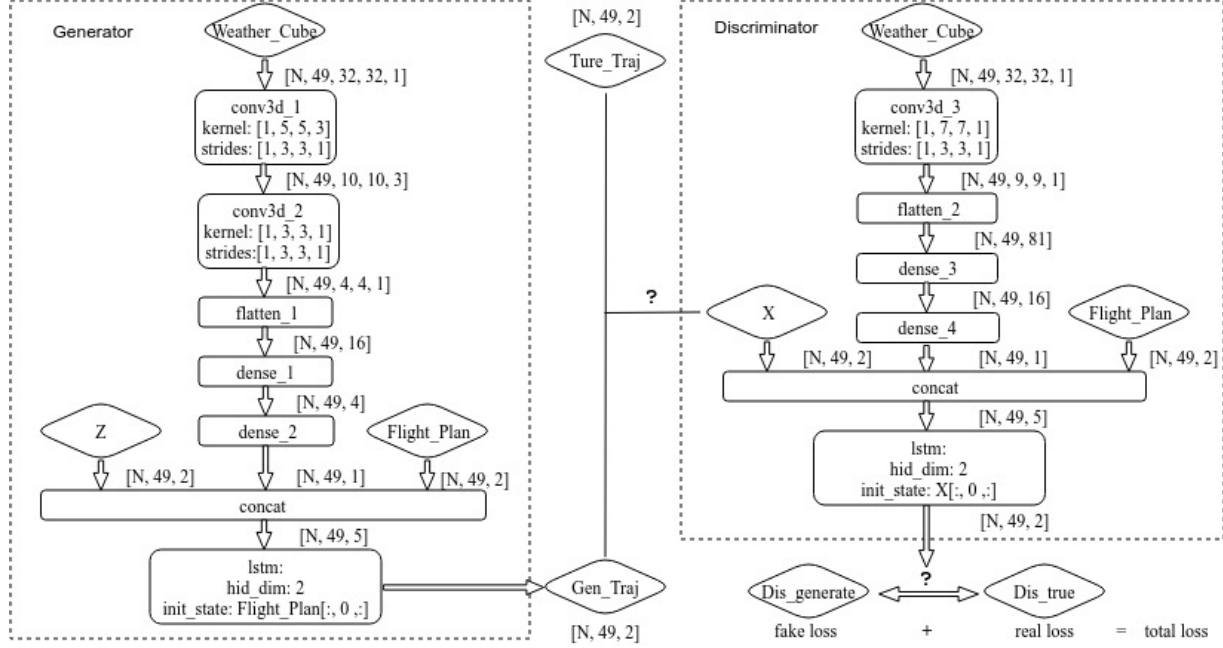 Generator
Weather_Cube
[N, 49, 32, 32, 1]
conv3d_1
kernel: [1, 5, 5, 3]
strides: [1, 3, 3, 1]
[N, 49, 10, 10, 3]
conv3d_2
kernel: [1, 3, 3, 1]
strides:[1, 3, 3, 1]
[N, 49, 4, 4, 1]
flatten_1
[N, 49, 16]
dense_1
[N, 49, 4]
Z
dense_2
Flight_Plan
[N, 49, 2]
[N, 49, 1]
[N, 49, 2]
concat
[N, 49, 5]
lstm:
hid_dim: 2
init_state: Flight_Plan[:, 0 ,:]
[N, 49, 2]
Ture_Traj
?
Gen_Traj
[N, 49, 2]
Discriminator
Weather_Cube
[N, 49, 32, 32, 1]
conv3d_3
kernel: [1, 7, 7, 1]
strides: [1, 3, 3, 1]
[N, 49, 9, 9, 1]
flatten_2
[N, 49, 81]
dense_3
[N, 49, 16]
X
dense_4
Flight_Plan
[N, 49, 2]
[N, 49, 1]
[N, 49, 2]
concat
[N, 49, 5]
lstm:
hid_dim: 2
init_state: X[:, 0 ,:]
[N, 49, 2]
?
Dis_generate
Dis_true
fake loss + real loss = total loss